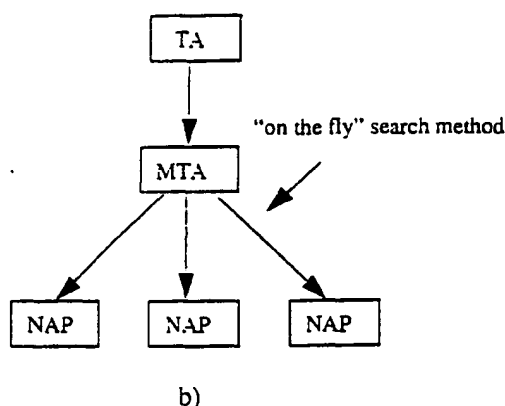 TA
"on the fly" search method
MTA
NAP NAP NAP
b)